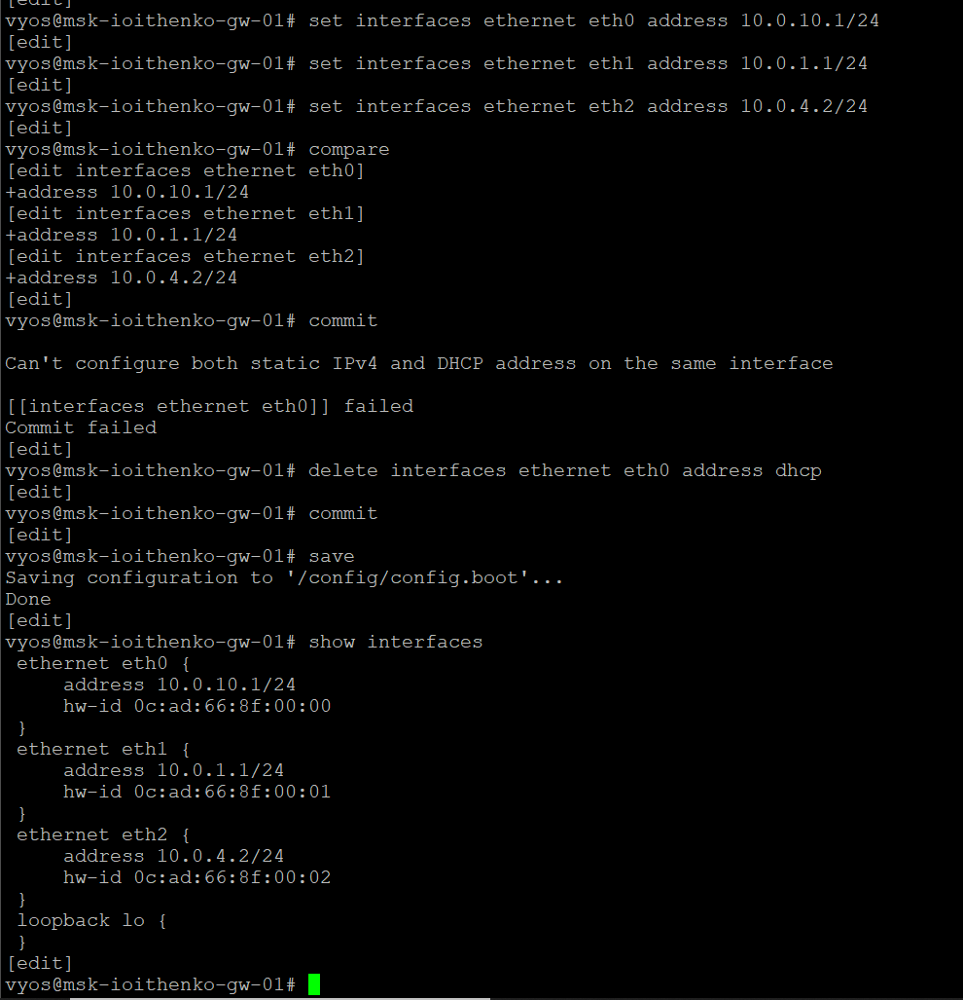 [edit]
vyos@msk-ioithenko-gw-01# set interfaces ethernet eth0 address 10.0.10.1/24
[edit]
vyos@msk-ioithenko-gw-01# set interfaces ethernet eth1 address 10.0.1.1/24
[edit]
vyos@msk-ioithenko-gw-01# set interfaces ethernet eth2 address 10.0.4.2/24
[edit]
vyos@msk-ioithenko-gw-01# compare
[edit interfaces ethernet eth0]
+address 10.0.10.1/24
[edit interfaces ethernet eth1]
+address 10.0.1.1/24
[edit interfaces ethernet eth2]
+address 10.0.4.2/24
[edit]
vyos@msk-ioithenko-gw-01# commit
Can't configure both static IPv4 and DHCP address on the same interface
[[interfaces ethernet eth0]] failed
Commit failed
[edit]
vyos@msk-ioithenko-gw-01# delete interfaces ethernet eth0 address dhcp
[edit]
vyos@msk-ioithenko-gw-01# commit
[edit]
vyos@msk-ioithenko-gw-01# save
Saving configuration to '/config/config.boot'...
Done
[edit]
vyos@msk-ioithenko-gw-01# show interfaces
 ethernet eth0 {
     address 10.0.10.1/24
     hw-id 0c:ad:66:8f:00:00
 }
 ethernet eth1 {
     address 10.0.1.1/24
     hw-id 0c:ad:66:8f:00:01
 }
 ethernet eth2 {
     address 10.0.4.2/24
     hw-id 0c:ad:66:8f:00:02
 }
 loopback lo {
 }
[edit]
vyos@msk-ioithenko-gw-01#